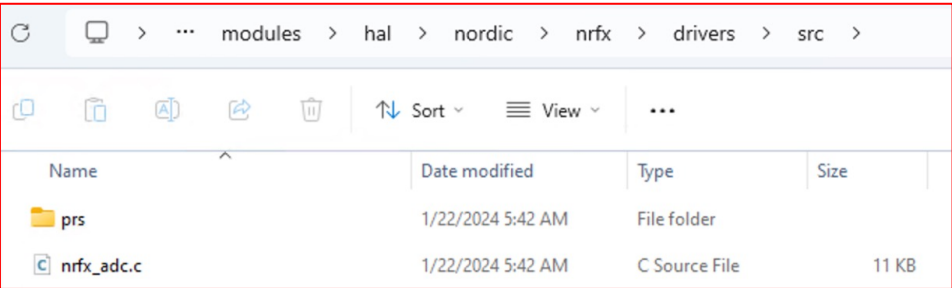 … modules > hal > nordic > nrfx > drivers > src >
Sort View …
Name Date modified Type Size
prs 1/22/2024 5:42 AM File folder
nrfx_adc.c 1/22/2024 5:42 AM C Source File 11 KB